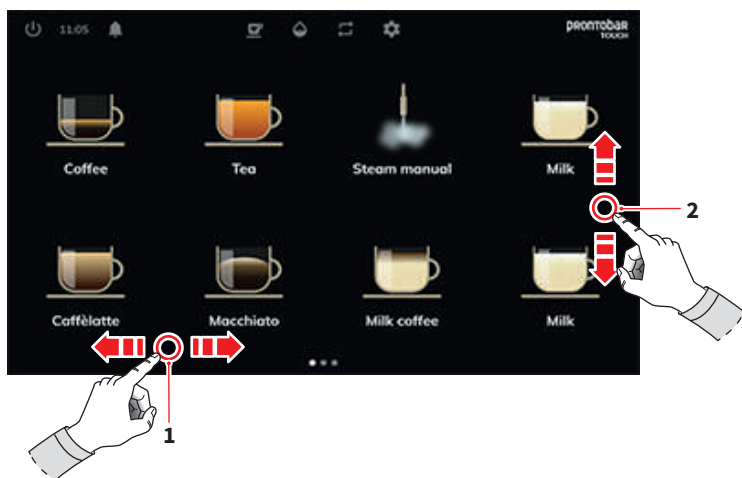 11:05
prontobar
TOUCH
Coffee
Tea
Steam manual
Milk
2
Caffèlatte
Macchiato
Milk coffee
Milk
1